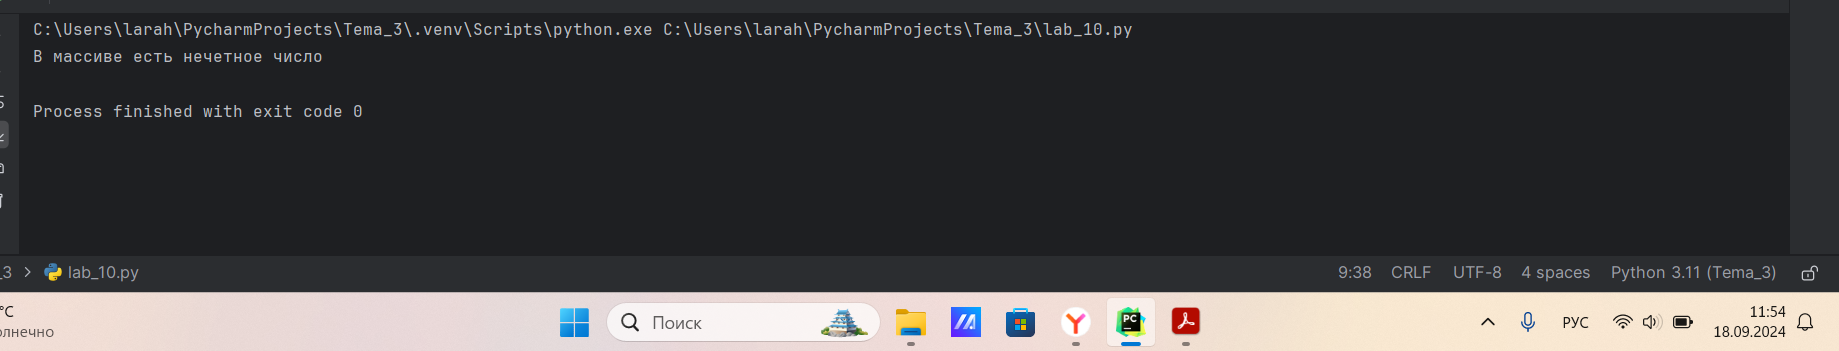 C:\Users\larah\PycharmProjects\Tema_3\.venv\Scripts\python.exe C:\Users\larah\PycharmProjects\Tema_3\lab_10.py
В массиве есть нечетное число
Process finished with exit code 0
_3 > lab_10.py 9:38 CRLF UTF-8 4 spaces Python 3.11 (Tema_3)
°C
Поиск
PC
РУС
11:54
18.09.2024